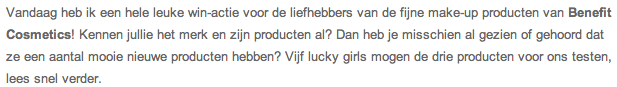 Vandaag heb ik een hele leuke win-actie voor de liefhebbers van de fijne make-up producten van Benefit
Cosmetics! Kennen jullie het merk en zijn producten al? Dan heb je misschien al gezien of gehoord dat
ze een aantal mooie nieuwe producten hebben? Vijf lucky girls mogen de drie producten voor ons testen,
lees snel verder.